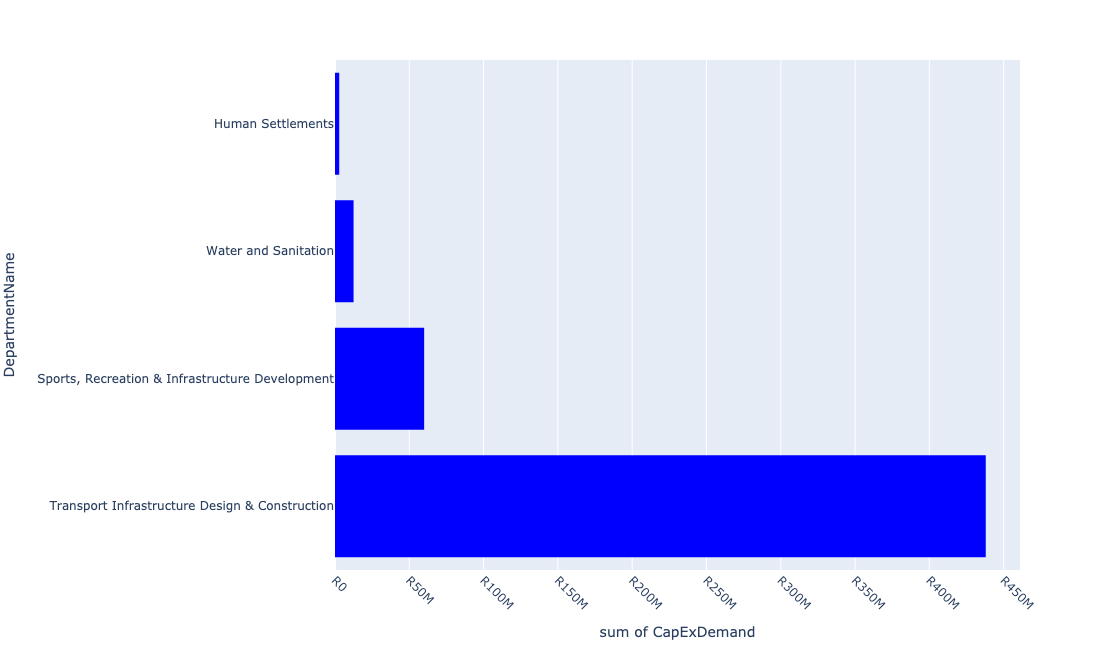 DepartmentName
Human Settlements
Water and Sanitation
Sports, Recreation & Infrastructure Development
Transport Infrastructure Design & Construction
R0
R50M
R100M
R150M
R200M
R250M
R300M
R350M
R400M
R450M
sum of CapExDemand